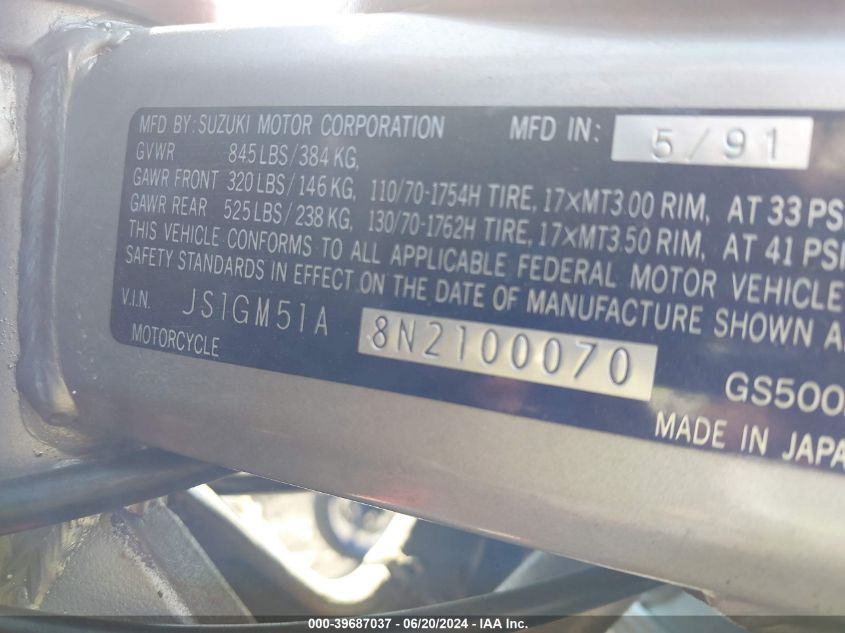 MFD BY: SUZUKI MOTOR CORPORATION MFD IN: 5/91
GVWR 845 LBS/384 KG,
GAWR FRONT 320 LBS/146 KG, 110/70-1754H TIRE, 17×MT3.00 RIM, AT 33 PS
GAWR REAR 525 LBS/238 KG, 130/70-1762H TIRE, 17×MT3.50 RIM, AT 41 PSI
THIS VEHICLE CONFORMS TO ALL APPLICABLE FEDERAL MOTOR VEHICLE
SAFETY STANDARDS IN EFFECT ON THE DATE OF MANUFACTURE SHOWN A
V.I.N. JS1GM51A 8N2100070
MOTORCYCLE GS500
MADE IN JAPA
000-39687037 - 06/20/2024 - IAA Inc.